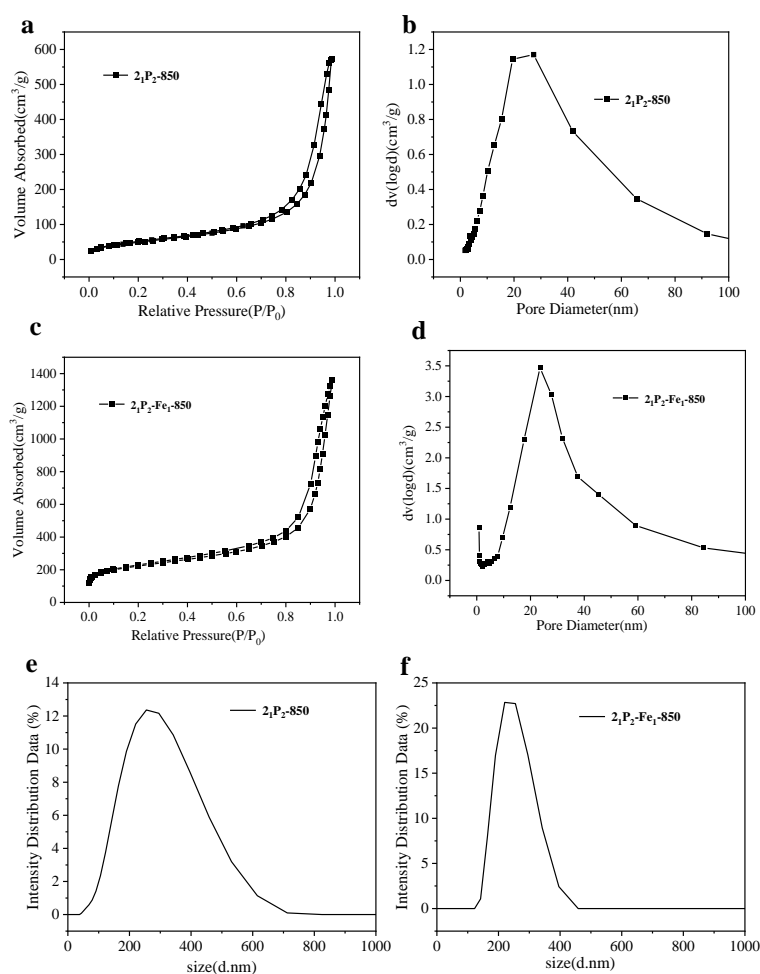 a
Volume Absorbed(cm³/g)
600
500
400
300
200
100
0
2₁P₂-850
0.0 0.2 0.4 0.6 0.8 1.0
Relative Pressure(P/P₀)
b
dv(logd)(cm³/g)
1.2
1.0
0.8
0.6
0.4
0.2
0.0
2₁P₂-850
0 20 40 60 80 100
Pore Diameter(nm)
c
Volume Absorbed(cm³/g)
1400
1200
1000
800
600
400
200
0
2₁P₂-Fe₁-850
0.0 0.2 0.4 0.6 0.8 1.0
Relative Pressure(P/P₀)
d
dv(logd)(cm³/g)
3.5
3.0
2.5
2.0
1.5
1.0
0.5
0.0
2₁P₂-Fe₁-850
0 20 40 60 80 100
Pore Diameter(nm)
e
Intensity Distribution Data (%)
14
12
10
8
6
4
2
0
2₁P₂-850
0 200 400 600 800 1000
size(d.nm)
f
Intensity Distribution Data (%)
25
20
15
10
5
0
2₁P₂-Fe₁-850
0 200 400 600 800 1000
size(d.nm)